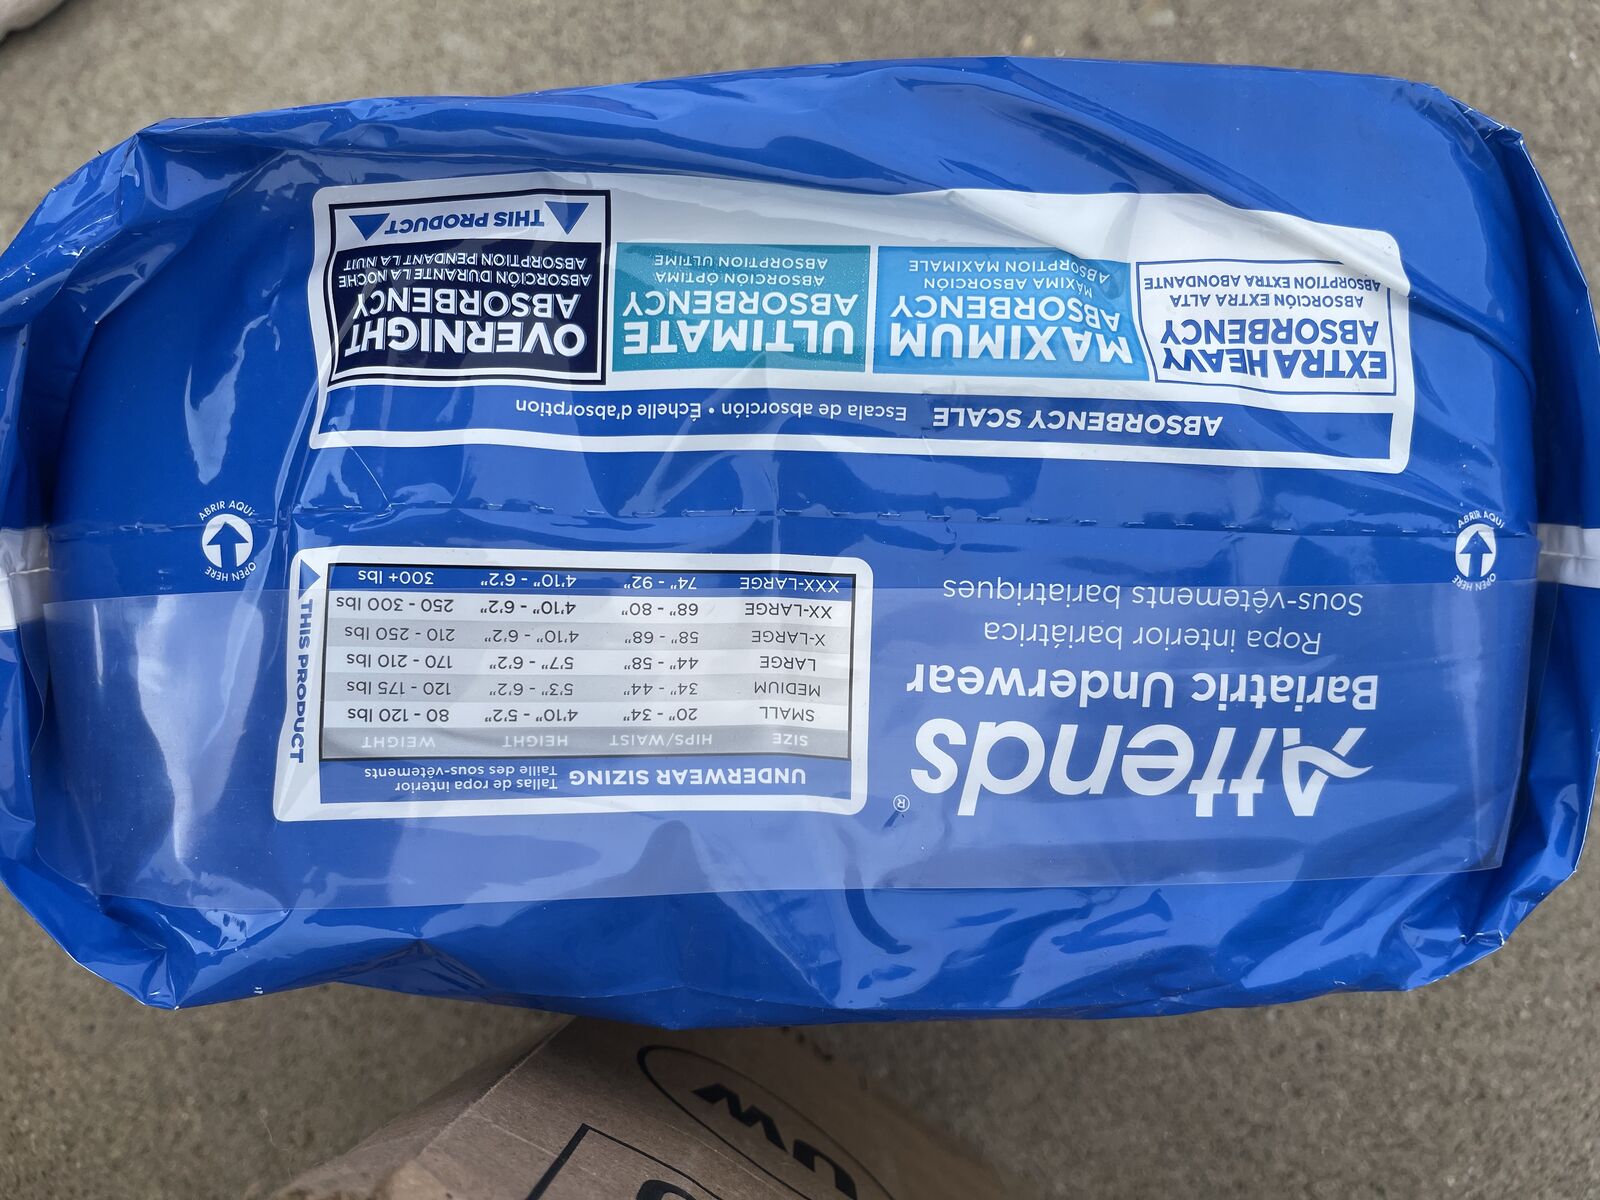 Attends®
Bariatric Underwear
Ropa interior bariátrica
Sous-vêtements bariatriques
UNDERWEAR SIZING Tallas de ropa interior
Taille des sous-vêtements
SIZE HIPS/WAIST HEIGHT WEIGHT
SMALL 20" - 34" 4'10" - 5'2" 80 - 120 lbs
MEDIUM 34" - 44" 5'3" - 6'2" 120 - 175 lbs
LARGE 44" - 58" 5'7" - 6'2" 170 - 210 lbs
X-LARGE 58" - 68" 4'10" - 6'2" 210 - 250 lbs
XX-LARGE 68" - 80" 4'10" - 6'2" 250 - 300 lbs
XXX-LARGE 74" - 92" 4'10" - 6'2" 300+ lbs
THIS PRODUCT
ABRIR AQUÍ
OPEN HERE
ABRIR AQUÍ
OPEN HERE
ABSORBENCY SCALE Escala de absorción • Échelle d'absorption
EXTRA HEAVY
ABSORBENCY
ABSORCIÓN EXTRA ALTA
ABSORPTION EXTRA ABONDANTE
MAXIMUM
ABSORBENCY
MÁXIMA ABSORCIÓN
ABSORPTION MAXIMALE
ULTIMATE
ABSORBENCY
ABSORCIÓN ÓPTIMA
ABSORPTION ULTIME
OVERNIGHT
ABSORBENCY
ABSORCIÓN DURANTE LA NOCHE
ABSORPTION PENDANT LA NUIT
THIS PRODUCT